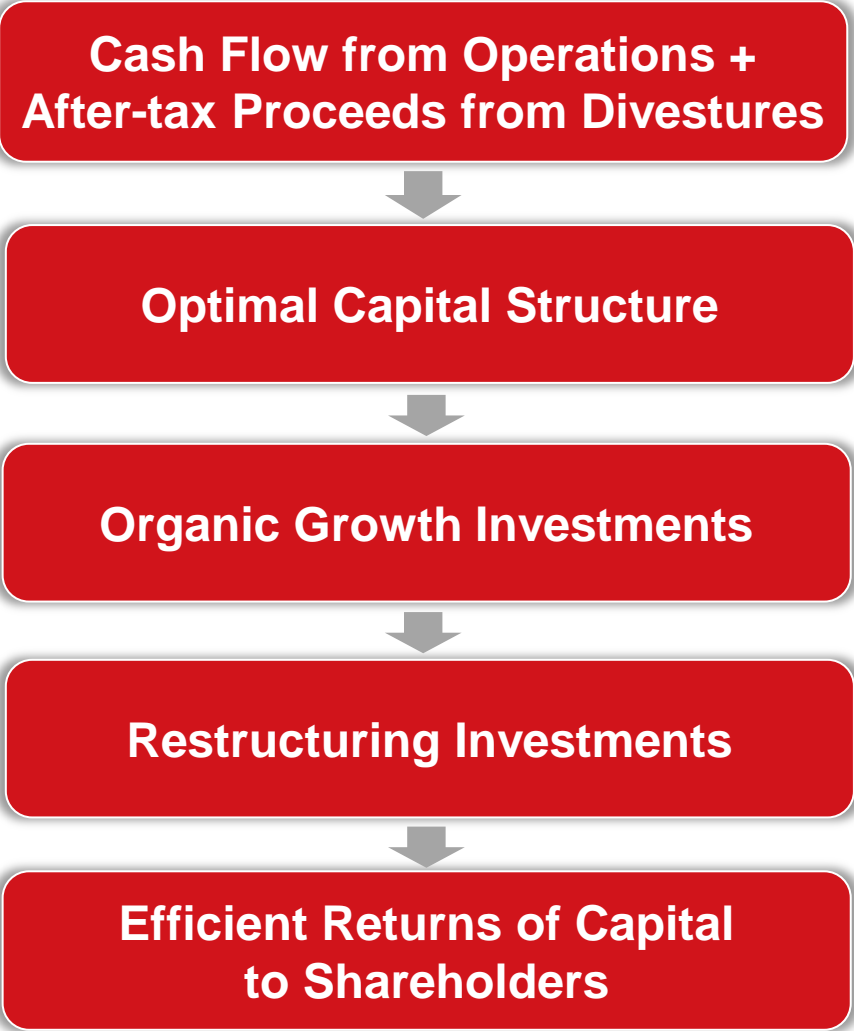 Cash Flow from Operations +
After-tax Proceeds from Divestures
Optimal Capital Structure
Organic Growth Investments
Restructuring Investments
Efficient Returns of Capital
to Shareholders